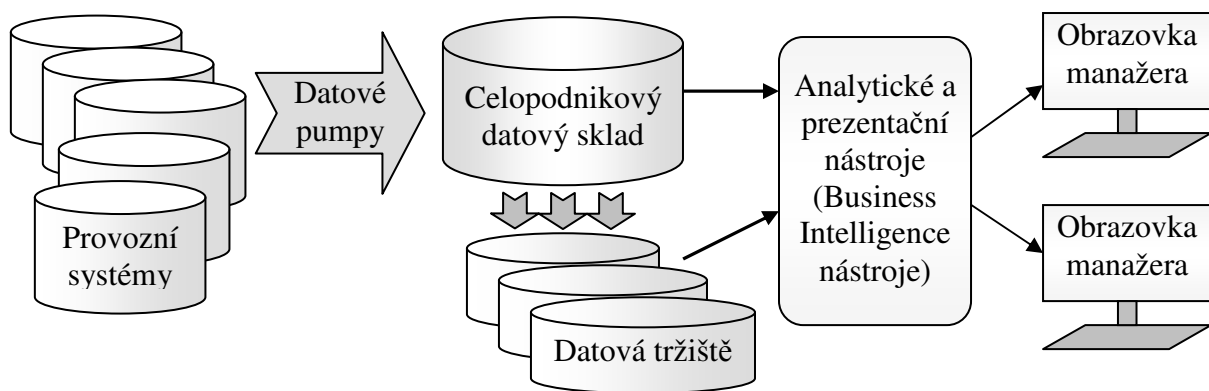 Provozní
systémy
Datové
pumpy
Celopodnikový
datový sklad
Datová tržiště
Analytické a
prezentační
nástroje
(Business
Intelligence
nástroje)
Obrazovka
manažera
Obrazovka
manažera